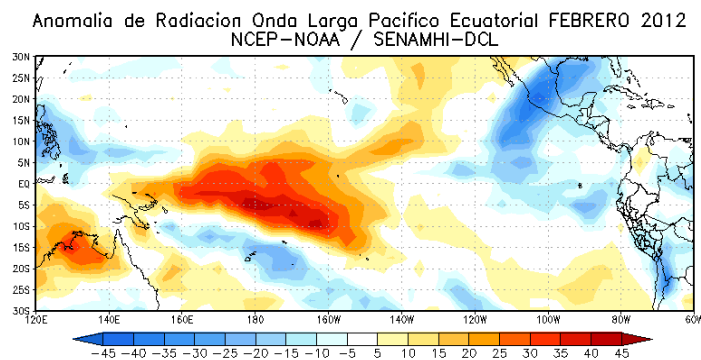 Anomalia de Radiacion Onda Larga Pacifico Ecuatorial FEBRERO 2012
NCEP-NOAA / SENAMHI-DCL
30N
25N
20N
15N
10N
5N
EQ
5S
10S
15S
20S
25S
30S
120E 140E 160E 180 160W 140W 120W 100W 80W 60W
-45 -40 -35 -30 -25 -20 -15 -10 -5 5 10 15 20 25 30 35 40 45